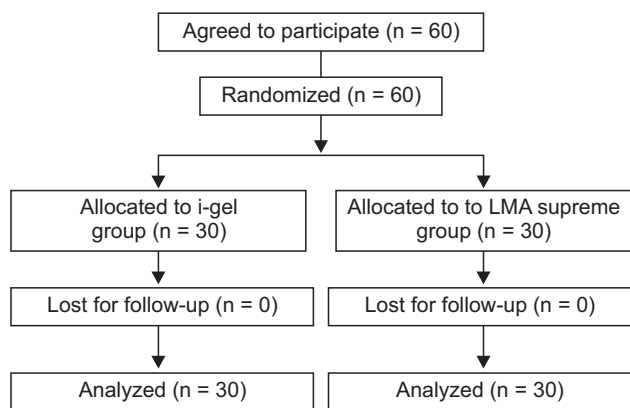 Agreed to participate (n = 60)
Randomized (n = 60)
Allocated to i-gel
group (n = 30)
Allocated to to LMA supreme
group (n = 30)
Lost for follow-up (n = 0)
Lost for follow-up (n = 0)
Analyzed (n = 30)
Analyzed (n = 30)